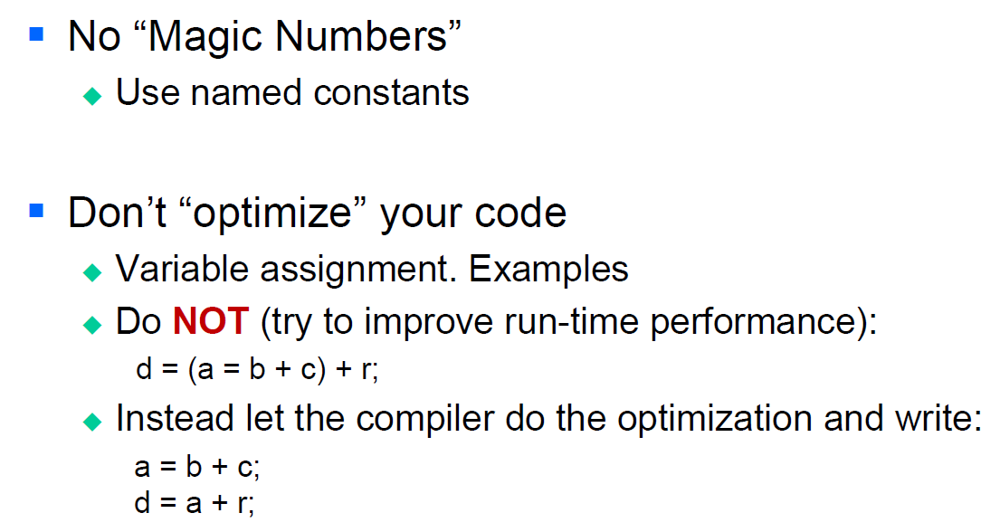 No “Magic Numbers”
Use named constants
Don’t “optimize” your code
Variable assignment. Examples
Do NOT (try to improve run-time performance):
d = (a = b + c) + r;
Instead let the compiler do the optimization and write:
a = b + c;
d = a + r;